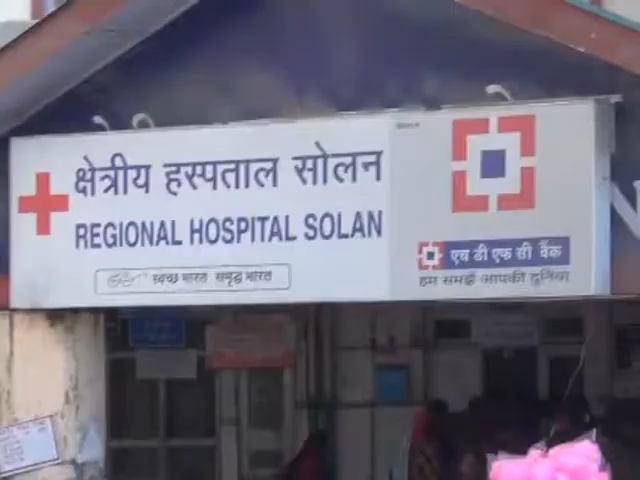 क्षेत्रीय हस्पताल सोलन
REGIONAL HOSPITAL SOLAN
स्वच्छ भारत समृद्ध भारत
एच डी एफ सी बैंक
हम समझें आपकी दुनिया